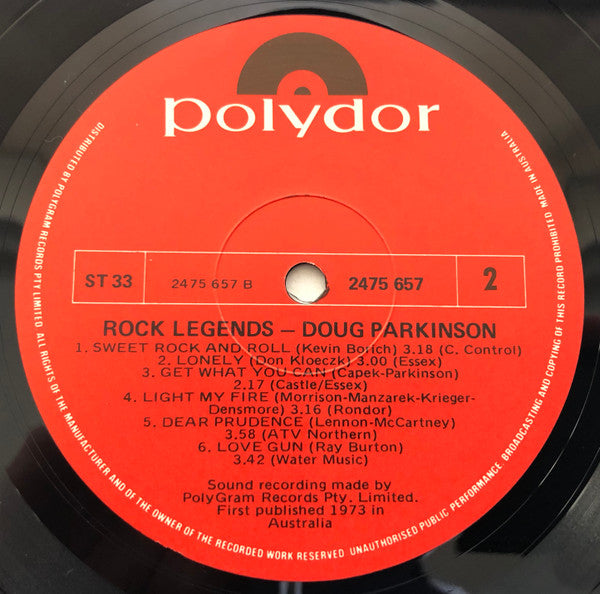 polydor
ST 33
2475 657 B
2475 657
2
ROCK LEGENDS — DOUG PARKINSON
1. SWEET ROCK AND ROLL (Kevin Borich) 3.18 (C. Control)
2. LONELY (Don Kloeczk) 3.00 (Essex)
3. GET WHAT YOU CAN (Capek-Parkinson)
2.17 (Castle/Essex)
4. LIGHT MY FIRE (Morrison-Manzarek-Krieger-
Densmore) 3.16 (Rondor)
5. DEAR PRUDENCE (Lennon-McCartney)
3.58 (ATV Northern)
6. LOVE GUN (Ray Burton)
3.42 (Water Music)
Sound recording made by
PolyGram Records Pty. Limited.
First published 1973 in
Australia
DISTRIBUTED BY POLYGRAM RECORDS PTY. LIMITED. ALL RIGHTS OF THE MANUFACTURER AND OF THE OWNER OF THE RECORDED WORK RESERVED. UNAUTHORISED PUBLIC PERFORMANCE, BROADCASTING AND COPYING OF THIS RECORD PROHIBITED. MADE IN AUSTRALIA